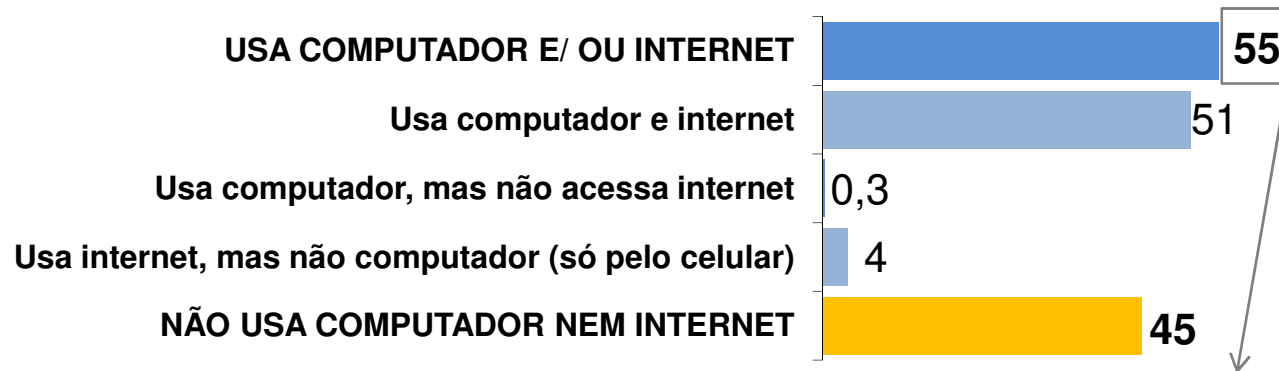 USA COMPUTADOR E/ OU INTERNET 55
Usa computador e internet 51
Usa computador, mas não acessa internet 0,3
Usa internet, mas não computador (só pelo celular) 4
NÃO USA COMPUTADOR NEM INTERNET 45